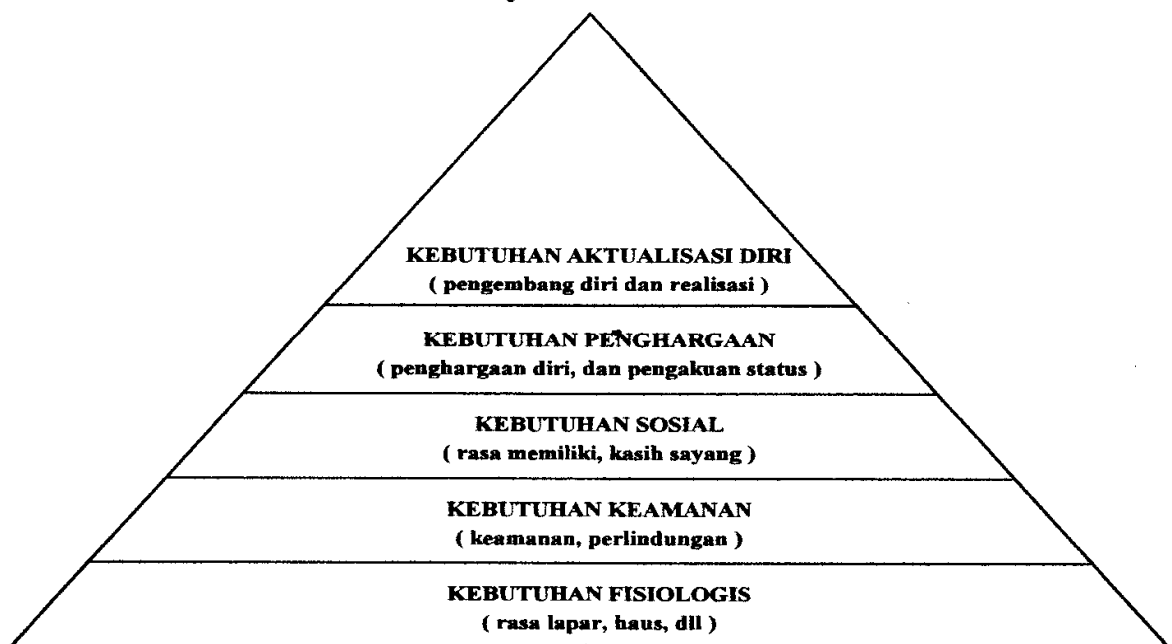 KEBUTUHAN AKTUALISASI DIRI
( pengembang diri dan realisasi )
KEBUTUHAN PENGHARGAAN
( penghargaan diri, dan pengakuan status )
KEBUTUHAN SOSIAL
( rasa memiliki, kasih sayang )
KEBUTUHAN KEAMANAN
( keamanan, perlindungan )
KEBUTUHAN FISIOLOGIS
( rasa lapar, haus, dll )